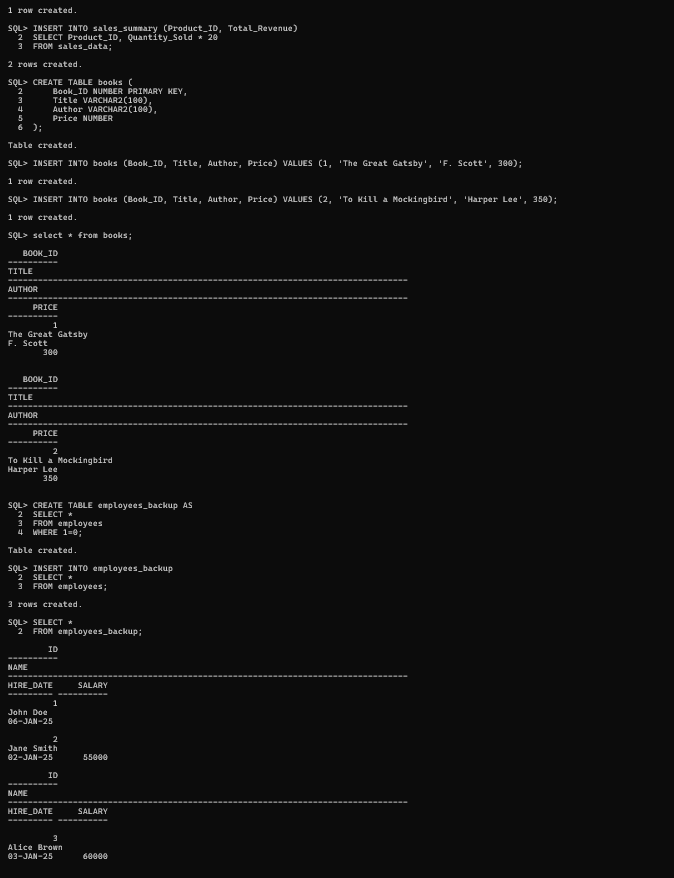 1 row created.
SQL> INSERT INTO sales_summary (Product_ID, Total_Revenue)
  2  SELECT Product_ID, Quantity_Sold * 20
  3  FROM sales_data;
2 rows created.
SQL> CREATE TABLE books (
  2      Book_ID NUMBER PRIMARY KEY,
  3      Title VARCHAR2(100),
  4      Author VARCHAR2(100),
  5      Price NUMBER
  6  );
Table created.
SQL> INSERT INTO books (Book_ID, Title, Author, Price) VALUES (1, 'The Great Gatsby', 'F. Scott', 300);
1 row created.
SQL> INSERT INTO books (Book_ID, Title, Author, Price) VALUES (2, 'To Kill a Mockingbird', 'Harper Lee', 350);
1 row created.
SQL> select * from books;
   BOOK_ID
----------
TITLE
--------------------------------------------------------------------------------
AUTHOR
--------------------------------------------------------------------------------
     PRICE
----------
         1
The Great Gatsby
F. Scott
       300
   BOOK_ID
----------
TITLE
--------------------------------------------------------------------------------
AUTHOR
--------------------------------------------------------------------------------
     PRICE
----------
         2
To Kill a Mockingbird
Harper Lee
       350
SQL> CREATE TABLE employees_backup AS
  2  SELECT *
  3  FROM employees
  4  WHERE 1=0;
Table created.
SQL> INSERT INTO employees_backup
  2  SELECT *
  3  FROM employees;
3 rows created.
SQL> SELECT *
  2  FROM employees_backup;
        ID
----------
NAME
--------------------------------------------------------------------------------
HIRE_DATE     SALARY
--------- ----------
         1
John Doe
06-JAN-25
         2
Jane Smith
02-JAN-25      55000
        ID
----------
NAME
--------------------------------------------------------------------------------
HIRE_DATE     SALARY
--------- ----------
         3
Alice Brown
03-JAN-25      60000